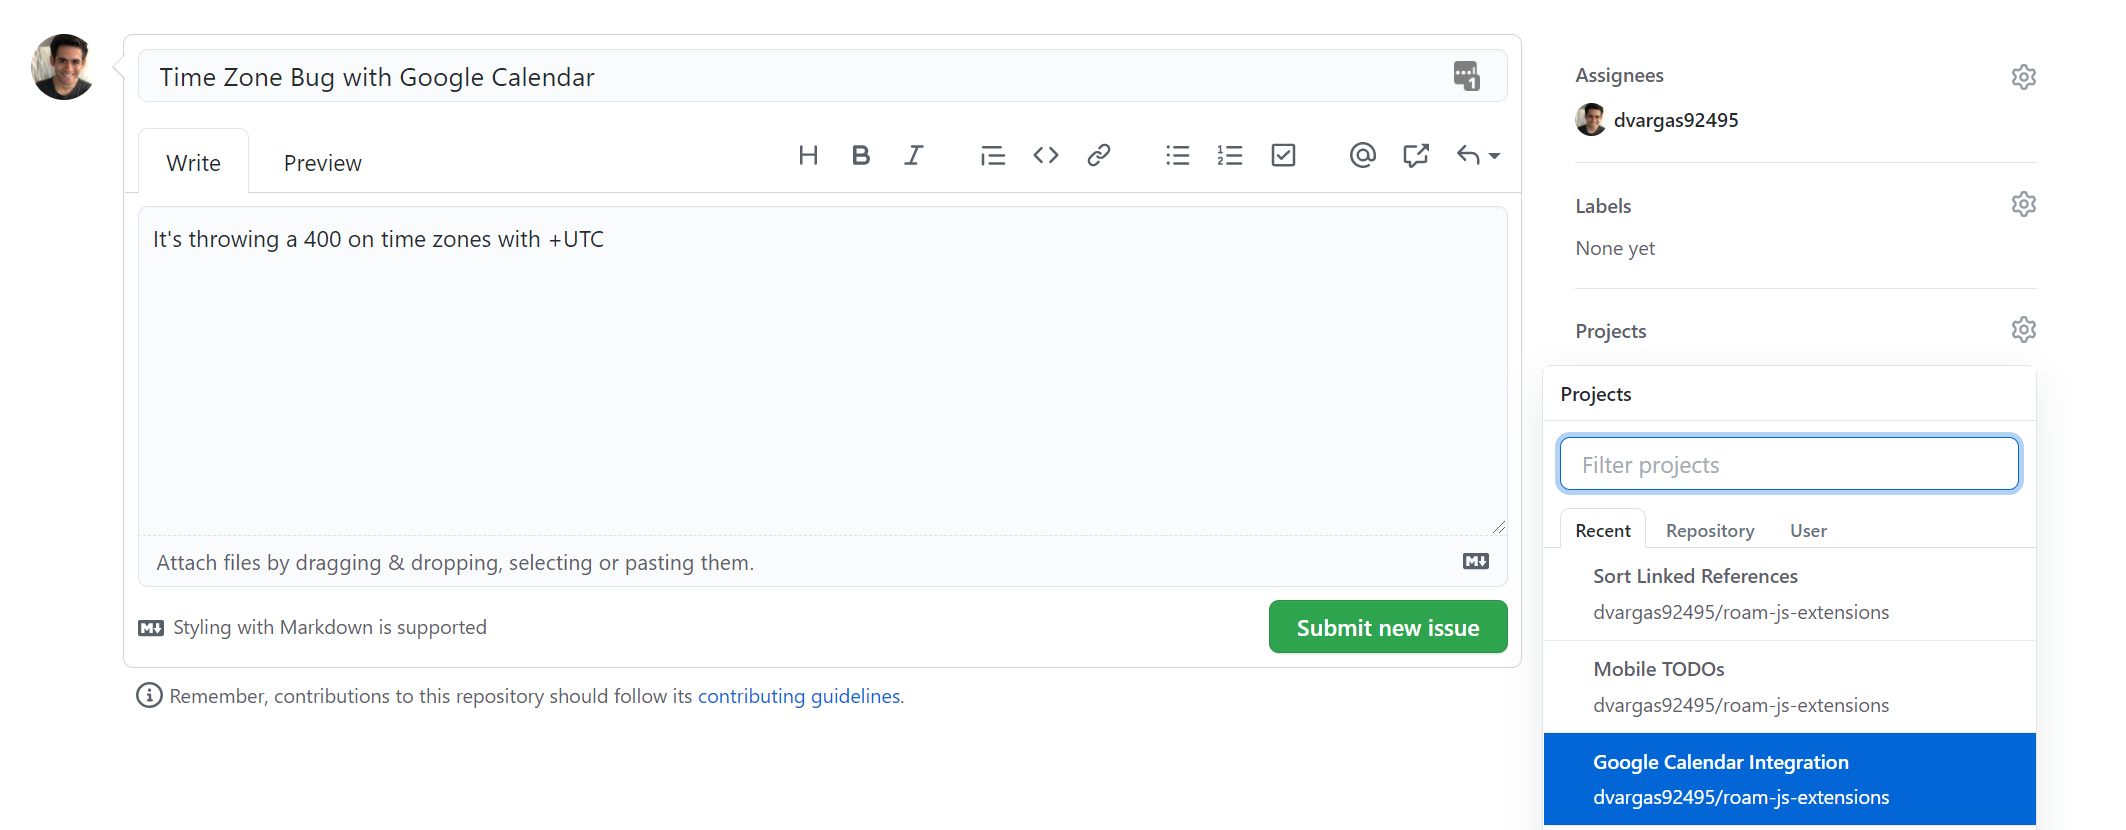 Time Zone Bug with Google Calendar
1
Write
Preview
H B I
It's throwing a 400 on time zones with +UTC
Attach files by dragging & dropping, selecting or pasting them.
Styling with Markdown is supported
Submit new issue
Remember, contributions to this repository should follow its contributing guidelines.
Assignees
dvargas92495
Labels
None yet
Projects
Projects
Filter projects
Recent
Repository
User
Sort Linked References
dvargas92495/roam-js-extensions
Mobile TODOs
dvargas92495/roam-js-extensions
Google Calendar Integration
dvargas92495/roam-js-extensions